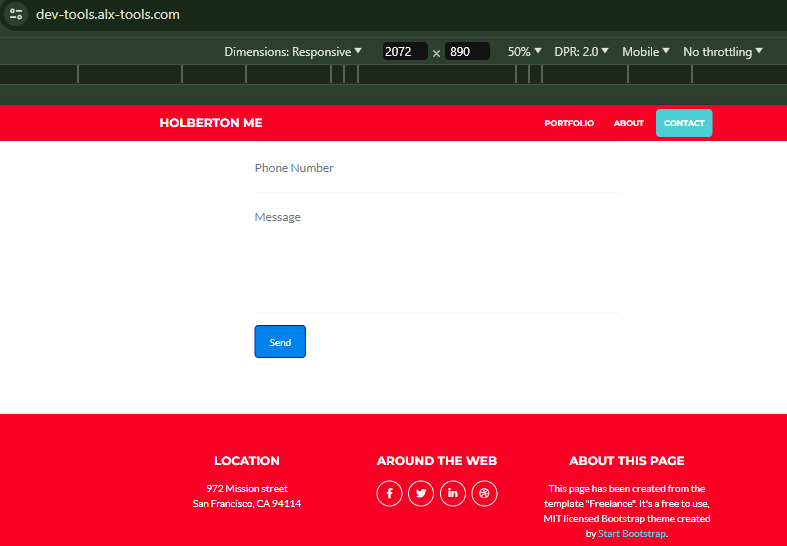 dev-tools.alx-tools.com
Dimensions: Responsive 2072 × 890 50% DPR: 2.0 Mobile No throttling
HOLBERTON ME PORTFOLIO ABOUT CONTACT
Phone Number
Message
Send
LOCATION
972 Mission street
San Francisco, CA 94114
AROUND THE WEB
ABOUT THIS PAGE
This page has been created from the
template "Freelance". It's a free to use,
MIT licensed Bootstrap theme created
by Start Bootstrap.